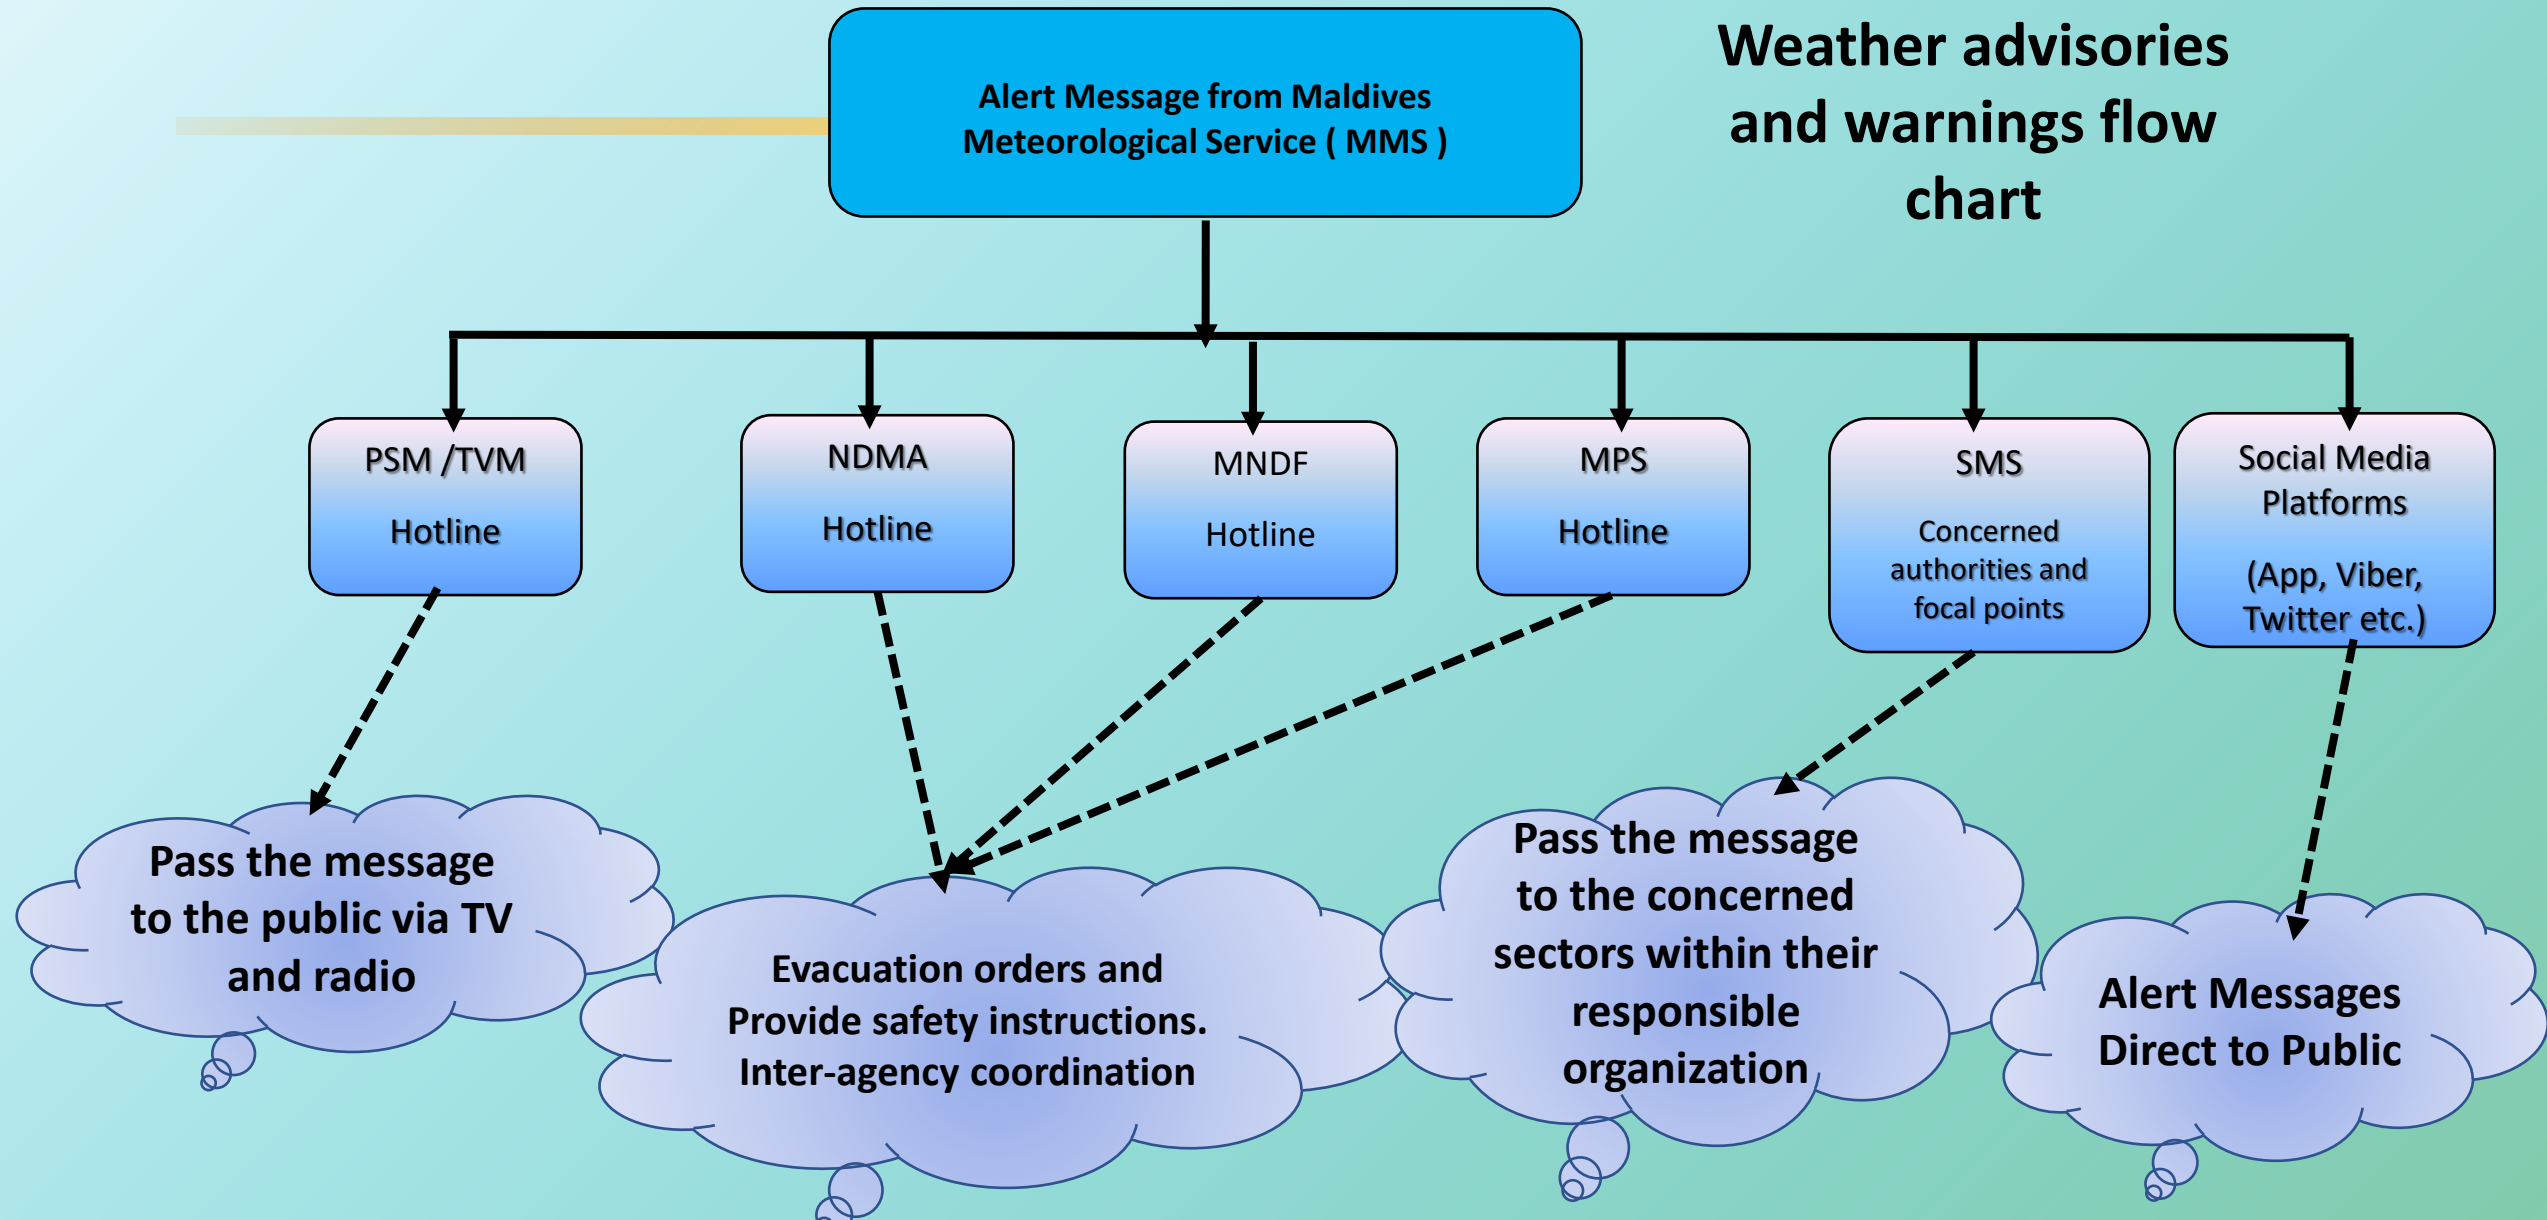 Weather advisories
and warnings flow
chart
Alert Message from Maldives
Meteorological Service ( MMS )
PSM /TVM
Hotline
NDMA
Hotline
MNDF
Hotline
MPS
Hotline
SMS
Concerned
authorities and
focal points
Social Media
Platforms
(App, Viber,
Twitter etc.)
Pass the message
to the public via TV
and radio
Evacuation orders and
Provide safety instructions.
Inter-agency coordination
Pass the message
to the concerned
sectors within their
responsible
organization
Alert Messages
Direct to Public